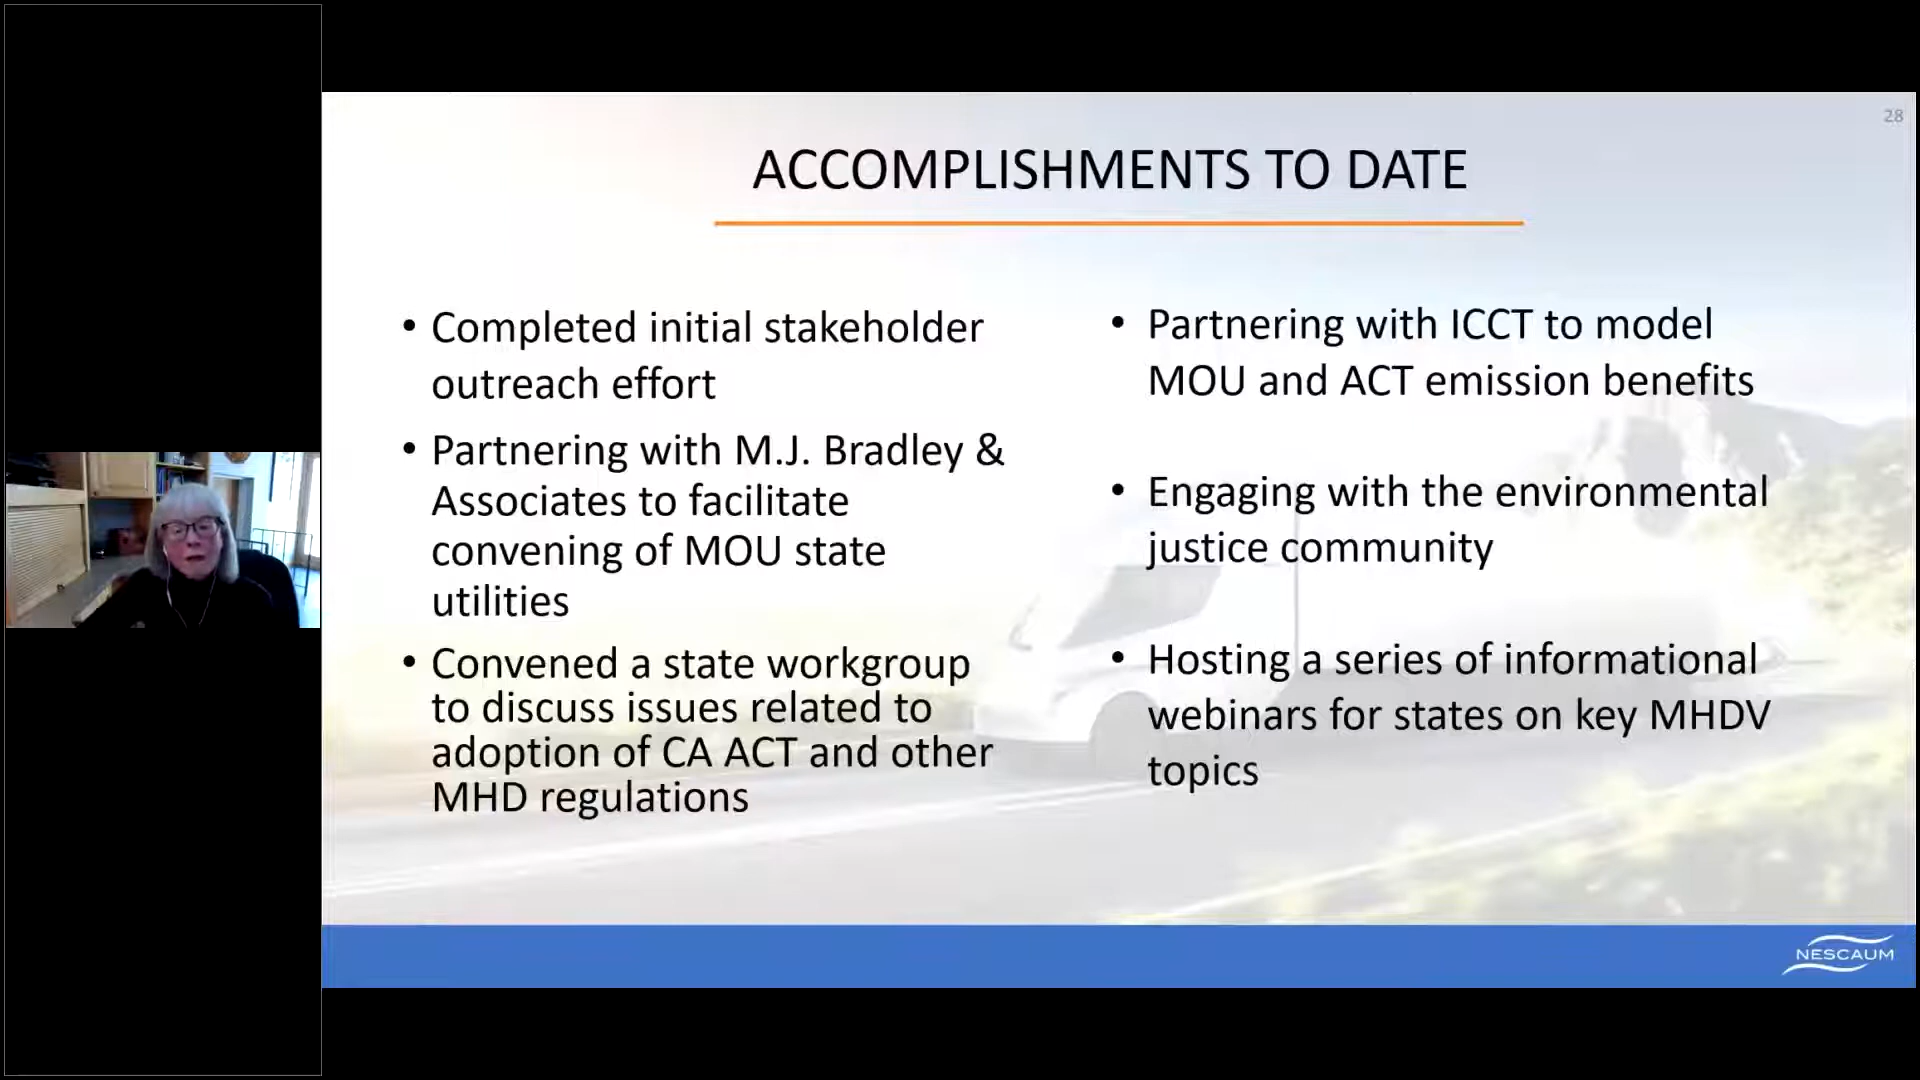 28
ACCOMPLISHMENTS TO DATE
• Completed initial stakeholder
outreach effort
• Partnering with M.J. Bradley &
Associates to facilitate
convening of MOU state
utilities
• Convened a state workgroup
to discuss issues related to
adoption of CA ACT and other
MHD regulations
• Partnering with ICCT to model
MOU and ACT emission benefits
• Engaging with the environmental
justice community
• Hosting a series of informational
webinars for states on key MHDV
topics
NESCAUM